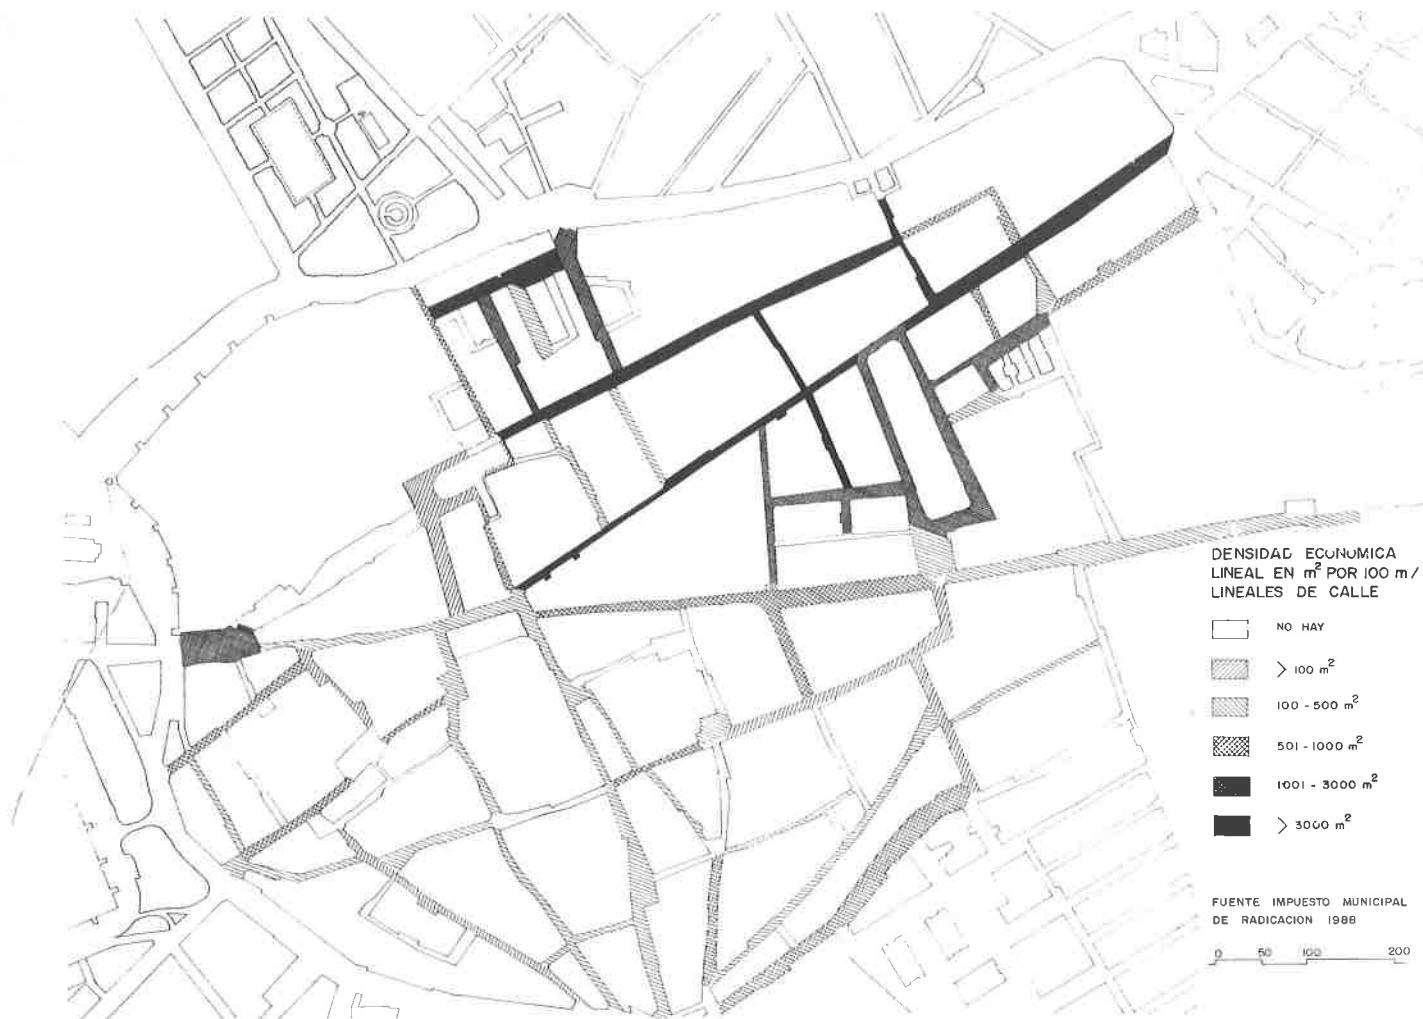 DENSIDAD ECONOMICA
LINEAL EN m² POR 100 m/
LINEALES DE CALLE
NO HAY
> 100 m²
100 - 500 m²
501 - 1000 m²
1001 - 3000 m²
> 3000 m²
FUENTE IMPUESTO MUNICIPAL
DE RADICACION 1988
0 50 100 200